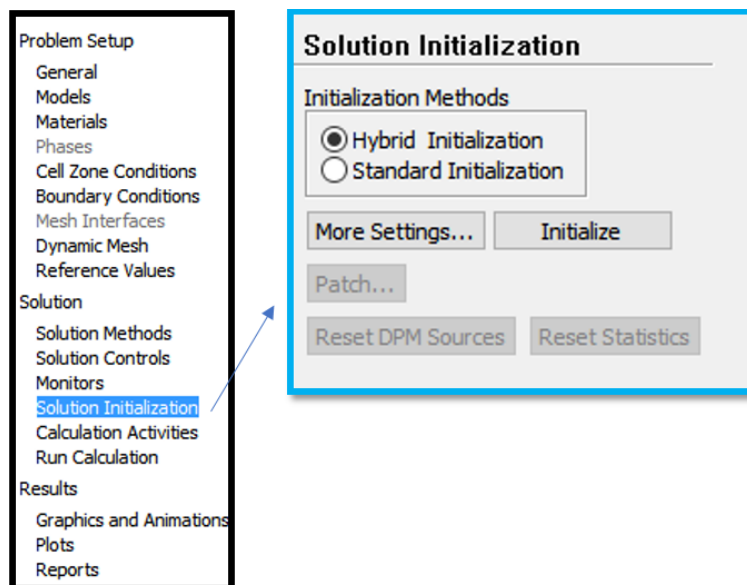 Problem Setup
General
Models
Materials
Phases
Cell Zone Conditions
Boundary Conditions
Mesh Interfaces
Dynamic Mesh
Reference Values
Solution
Solution Methods
Solution Controls
Monitors
Solution Initialization
Calculation Activities
Run Calculation
Results
Graphics and Animations
Plots
Reports
Solution Initialization
Initialization Methods
Hybrid Initialization
Standard Initialization
More Settings... Initialize
Patch...
Reset DPM Sources Reset Statistics